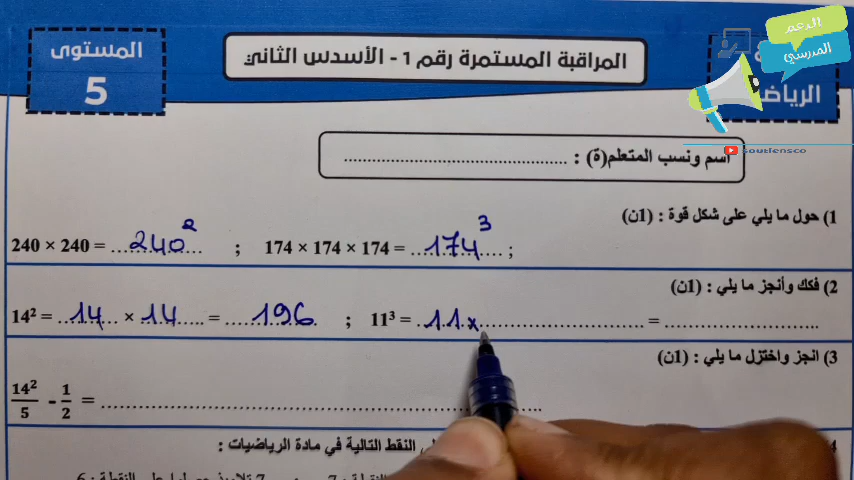 المستوى
5
المراقبة المستمرة رقم 1 - الأسدس الثاني
الرياض
الدعم
المدرسي
soutiensco
اسم ونسب المتعلم(ة) : ................................................
1) حول ما يلي على شكل قوة : (1ن)
240 × 240 = 240² ; 174 × 174 × 174 = 174³ ;
2) فكك وأنجز ما يلي : (1ن)
14² = 14 × 14 = 196 ; 11³ = 11 x ........................ = ........................
3) انجز واختزل ما يلي : (1ن)
14²/5 - 1/2 = ................................................
النقط التالية في مادة الرياضيات :